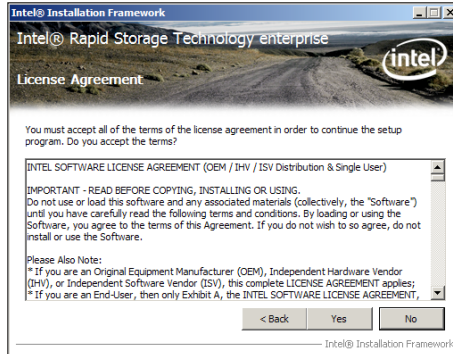 Intel® Installation Framework
Intel® Rapid Storage Technology enterprise
intel
License Agreement
You must accept all of the terms of the license agreement in order to continue the setup
program. Do you accept the terms?
INTEL SOFTWARE LICENSE AGREEMENT (OEM / IHV / ISV Distribution & Single User)
IMPORTANT - READ BEFORE COPYING, INSTALLING OR USING.
Do not use or load this software and any associated materials (collectively, the "Software")
until you have carefully read the following terms and conditions. By loading or using the
Software, you agree to the terms of this Agreement. If you do not wish to so agree, do not
install or use the Software.
Please Also Note:
* If you are an Original Equipment Manufacturer (OEM), Independent Hardware Vendor
(IHV), or Independent Software Vendor (ISV), this complete LICENSE AGREEMENT applies;
* If you are an End-User, then only Exhibit A, the INTEL SOFTWARE LICENSE AGREEMENT,
< Back Yes No
Intel® Installation Framework